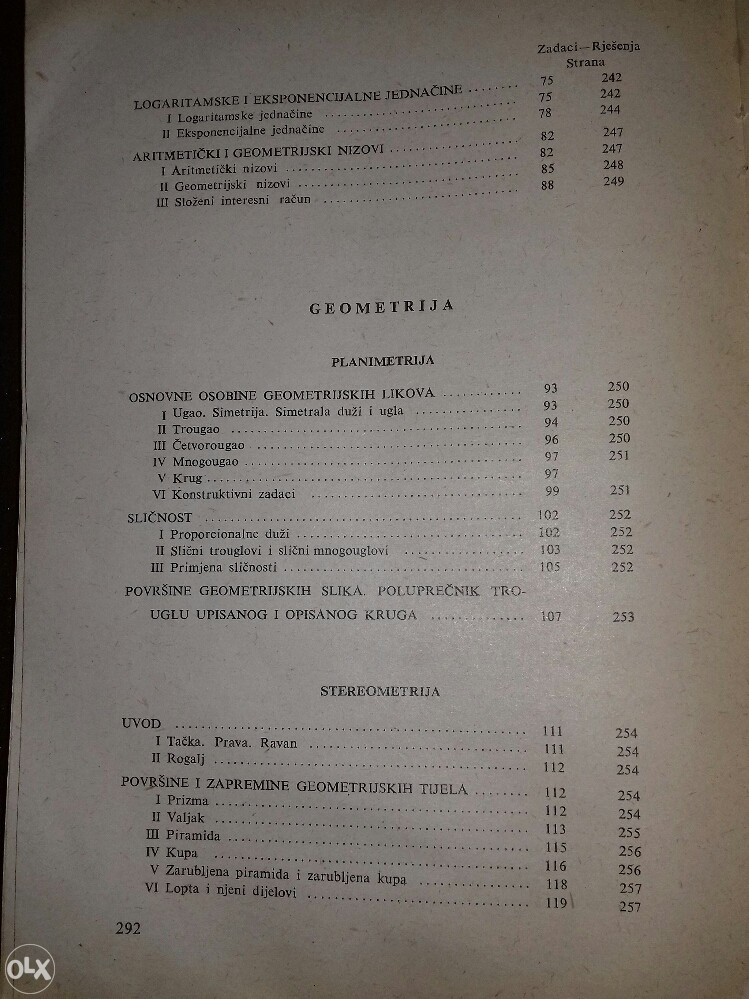 Zadaci—Rješenja
Strana
LOGARITAMSKE I EKSPONENCIJALNE JEDNAČINE ........ 75 242
I Logaritamske jednačine .......................... 75 242
II Eksponencijalne jednačine ........................ 78 244
ARITMETIČKI I GEOMETRIJSKI NIZOVI .................. 82 247
I Aritmetički nizovi ................................ 82 247
II Geometrijski nizovi .............................. 85 248
III Složeni interesni račun .......................... 88 249
GEOMETRIJA
PLANIMETRIJA
OSNOVNE OSOBINE GEOMETRIJSKIH LIKOVA ............ 93 250
I Ugao. Simetrija. Simetrala duži i ugla ................ 93 250
II Trougao ........................................ 94 250
III Četvorougao .................................... 96 250
IV Mnogougao ...................................... 97 251
V Krug ............................................ 97
VI Konstruktivni zadaci .............................. 99 251
SLIČNOST ............................................ 102 252
I Proporcionalne duži ................................ 102 252
II Slični trouglovi i slični mnogouglovi .................. 103 252
III Primjena sličnosti ................................ 105 252
POVRŠINE GEOMETRIJSKIH SLIKA. POLUPREČNIK TRO-
UGLU UPISANOG I OPISANOG KRUGA .............. 107 253
STEREOMETRIJA
UVOD ................................................ 111 254
I Tačka. Prava. Ravan ................................ 111 254
II Rogalj .......................................... 112 254
POVRŠINE I ZAPREMINE GEOMETRIJSKIH TIJELA ........ 112 254
I Prizma .......................................... 112 254
II Valjak .......................................... 113 255
III Piramida ........................................ 115 256
IV Kupa .......................................... 116 256
V Zarubljena piramida i zarubljena kupa ................ 118 257
VI Lopta i njeni dijelovi .............................. 119 257
292
OLX